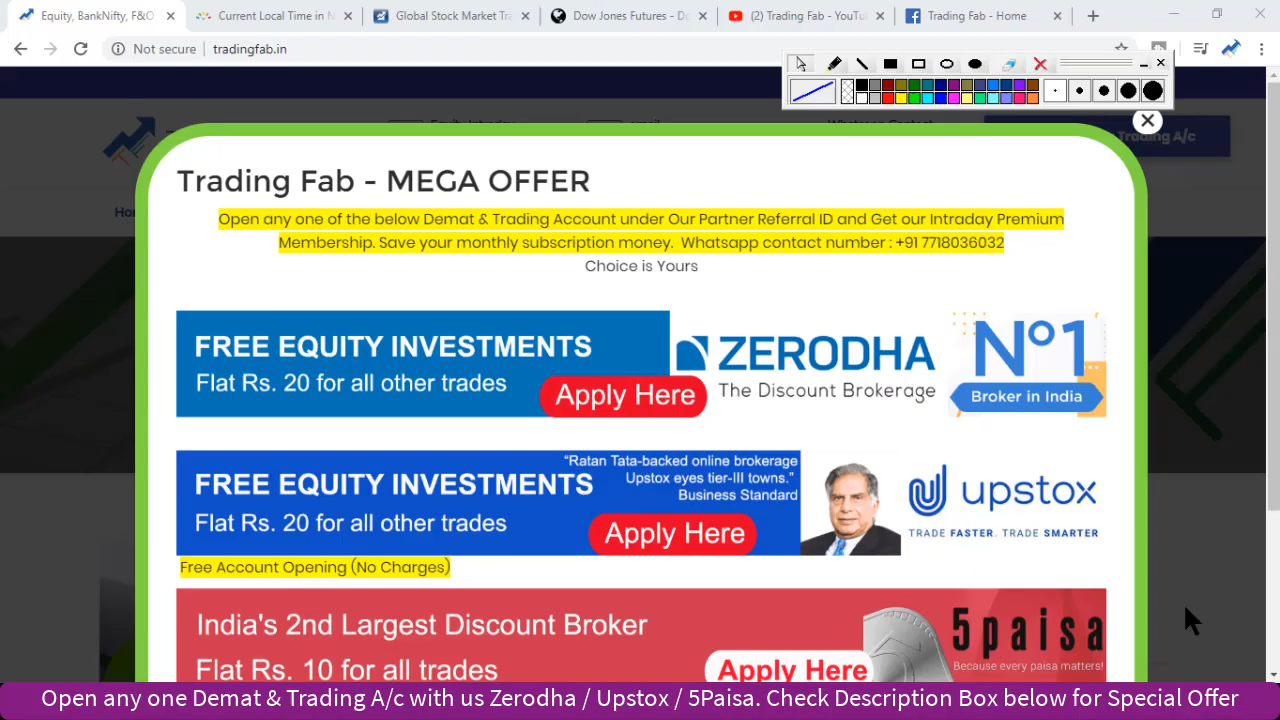 Equity, BankNifty, F&O
Current Local Time in N
Global Stock Market Tra
Dow Jones Futures - D
(2) Trading Fab - YouTu
Trading Fab - Home
Not secure
tradingfab.in
Trading A/c
Trading Fab - MEGA OFFER
Open any one of the below Demat & Trading Account under Our Partner Referral ID and Get our Intraday Premium
Membership. Save your monthly subscription money. Whatsapp contact number : +91 7718036032
Choice is Yours
FREE EQUITY INVESTMENTS
Flat Rs. 20 for all other trades
Apply Here
ZERODHA
The Discount Brokerage
Nº1
Broker in India
FREE EQUITY INVESTMENTS
Flat Rs. 20 for all other trades
"Ratan Tata-backed online brokerage
Upstox eyes tier-III towns."
Business Standard
Apply Here
upstox
TRADE FASTER. TRADE SMARTER
Free Account Opening (No Charges)
India's 2nd Largest Discount Broker
Flat Rs. 10 for all trades
Apply Here
5paisa
Because every paisa matters!
Open any one Demat & Trading A/c with us Zerodha / Upstox / 5Paisa. Check Description Box below for Special Offer